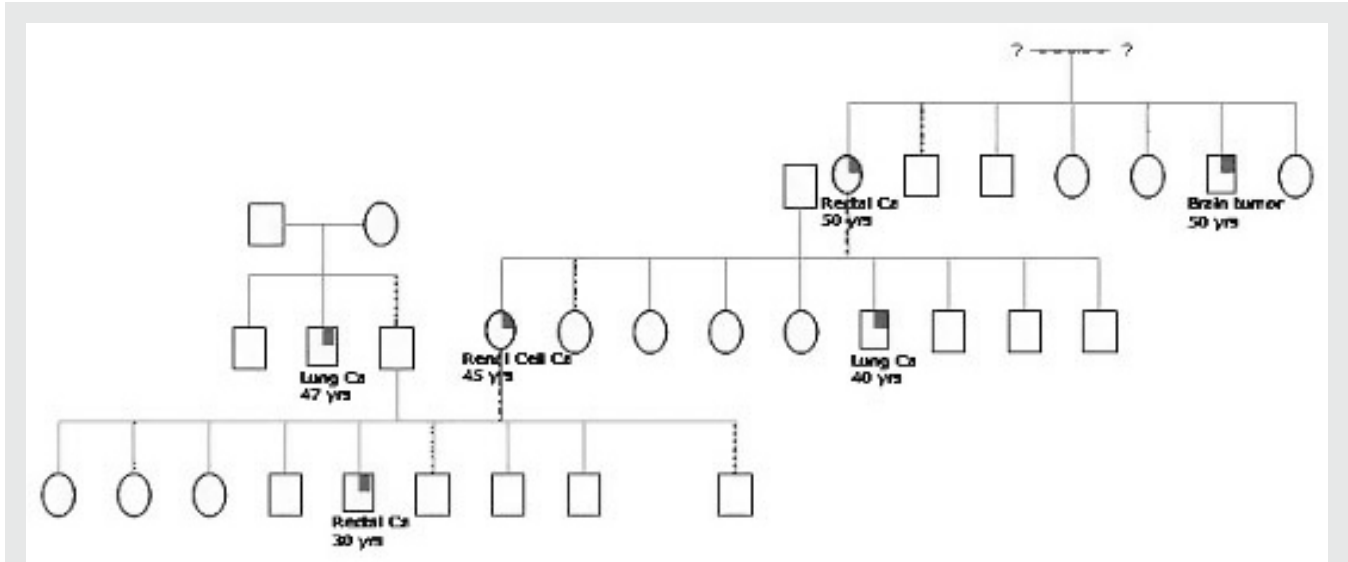 ? ?
Rectal Ca
50 yrs
Brain tumor
50 yrs
Lung Ca
47 yrs
Renal Cell Ca
45 yrs
Lung Ca
40 yrs
Rectal Ca
30 yrs